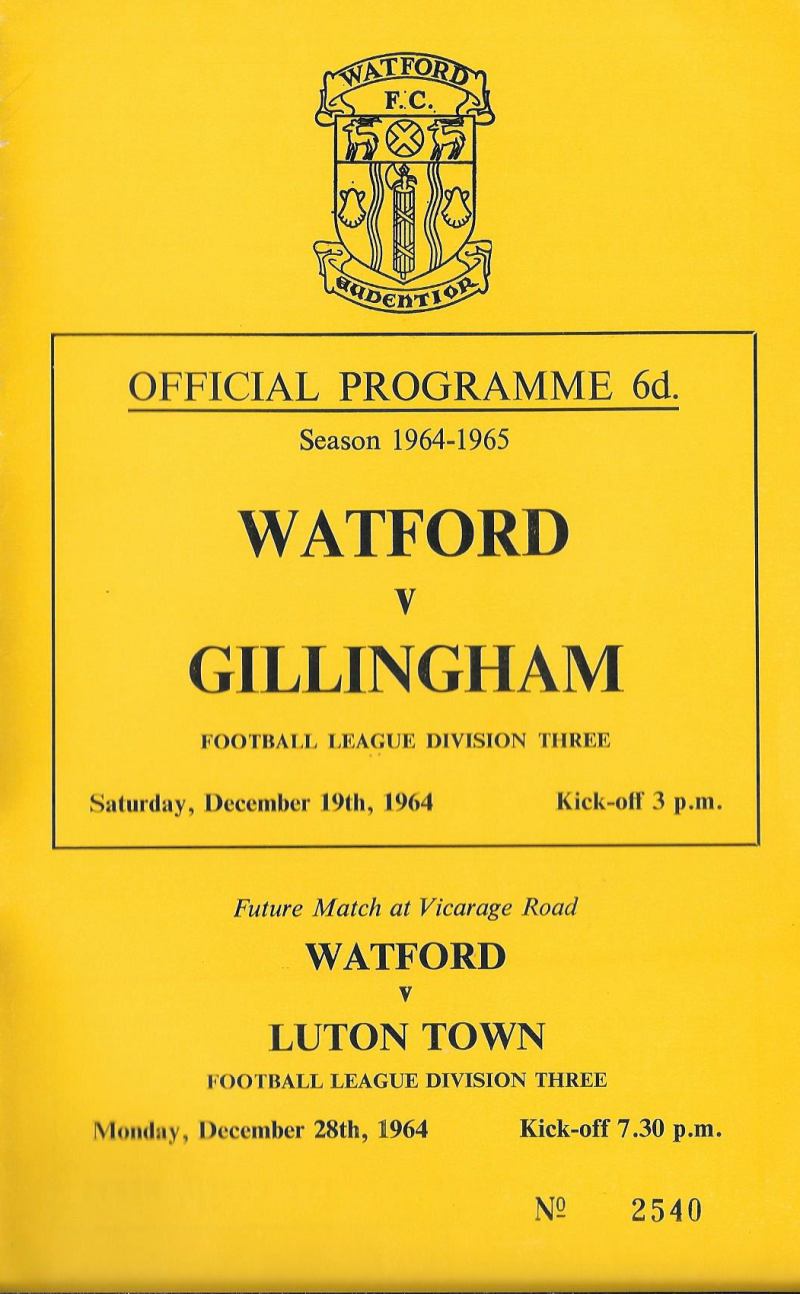 WATFORD
F.C.
AUDENTIOR
OFFICIAL PROGRAMME 6d.
Season 1964-1965
WATFORD
v
GILLINGHAM
FOOTBALL LEAGUE DIVISION THREE
Saturday, December 19th, 1964 Kick-off 3 p.m.
Future Match at Vicarage Road
WATFORD
v
LUTON TOWN
FOOTBALL LEAGUE DIVISION THREE
Monday, December 28th, 1964 Kick-off 7.30 p.m.
Nº 2540